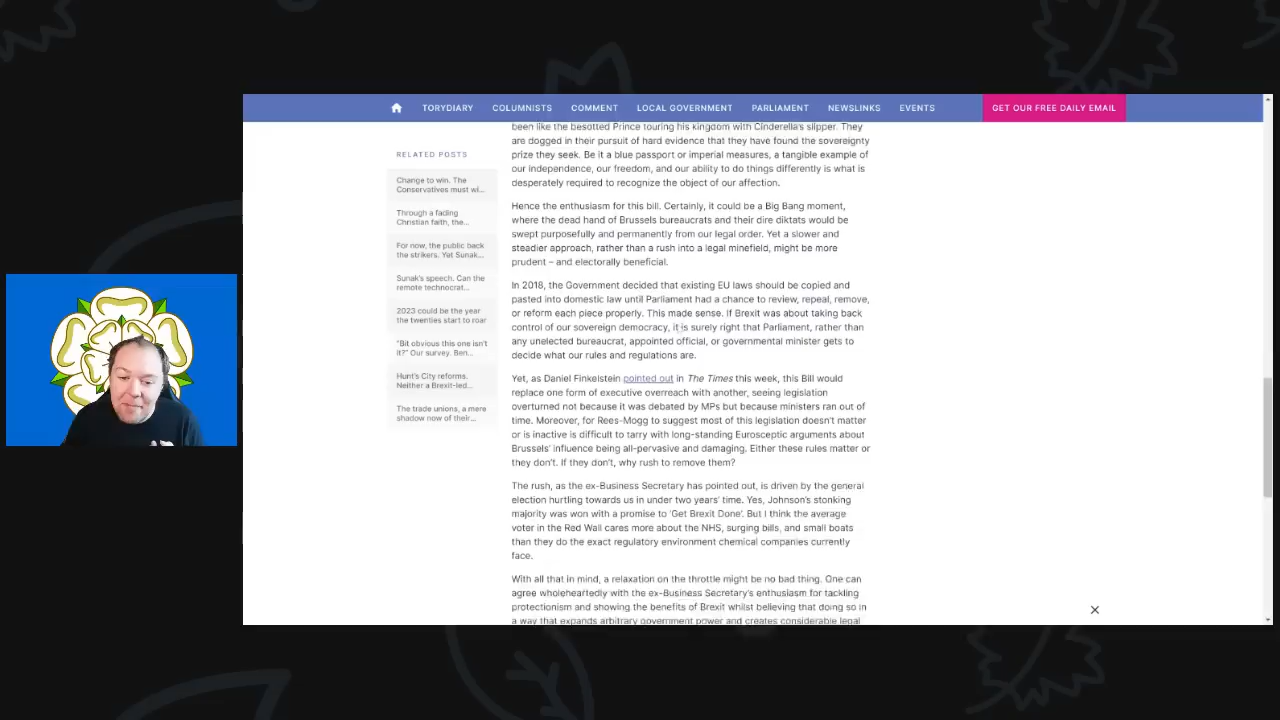 TORYDIARY COLUMNISTS COMMENT LOCAL GOVERNMENT PARLIAMENT NEWSLINKS EVENTS GET OUR FREE DAILY EMAIL
RELATED POSTS
Change to win. The
Conservatives must wi...
Through a fading
Christian faith, the...
For now, the public back
the strikers. Yet Sunak...
Sunak's speech. Can the
remote technocrat...
2023 could be the year
the twenties start to roar
"Bit obvious this one isn't
it?" Our survey. Ben...
Hunt's City reforms.
Neither a Brexit-led...
The trade unions, a mere
shadow now of their...
been like the besotted Prince touring his kingdom with Cinderella's slipper. They
are dogged in their pursuit of hard evidence that they have found the sovereignty
prize they seek. Be it a blue passport or imperial measures, a tangible example of
our independence, our freedom, and our ability to do things differently is what is
desperately required to recognize the object of our affection.
Hence the enthusiasm for this bill. Certainly, it could be a Big Bang moment,
where the dead hand of Brussels bureaucrats and their dire diktats would be
swept purposefully and permanently from our legal order. Yet a slower and
steadier approach, rather than a rush into a legal minefield, might be more
prudent – and electorally beneficial.
In 2018, the Government decided that existing EU laws should be copied and
pasted into domestic law until Parliament had a chance to review, repeal, remove,
or reform each piece properly. This made sense. If Brexit was about taking back
control of our sovereign democracy, it is surely right that Parliament, rather than
any unelected bureaucrat, appointed official, or governmental minister gets to
decide what our rules and regulations are.
Yet, as Daniel Finkelstein pointed out in The Times this week, this Bill would
replace one form of executive overreach with another, seeing legislation
overturned not because it was debated by MPs but because ministers ran out of
time. Moreover, for Rees-Mogg to suggest most of this legislation doesn't matter
or is inactive is difficult to tarry with long-standing Eurosceptic arguments about
Brussels' influence being all-pervasive and damaging. Either these rules matter or
they don't. If they don't, why rush to remove them?
The rush, as the ex-Business Secretary has pointed out, is driven by the general
election hurtling towards us in under two years' time. Yes, Johnson's stonking
majority was won with a promise to 'Get Brexit Done'. But I think the average
voter in the Red Wall cares more about the NHS, surging bills, and small boats
than they do the exact regulatory environment chemical companies currently
face.
With all that in mind, a relaxation on the throttle might be no bad thing. One can
agree wholeheartedly with the ex-Business Secretary's enthusiasm for tackling
protectionism and showing the benefits of Brexit whilst believing that doing so in
a way that expands arbitrary government power and creates considerable legal